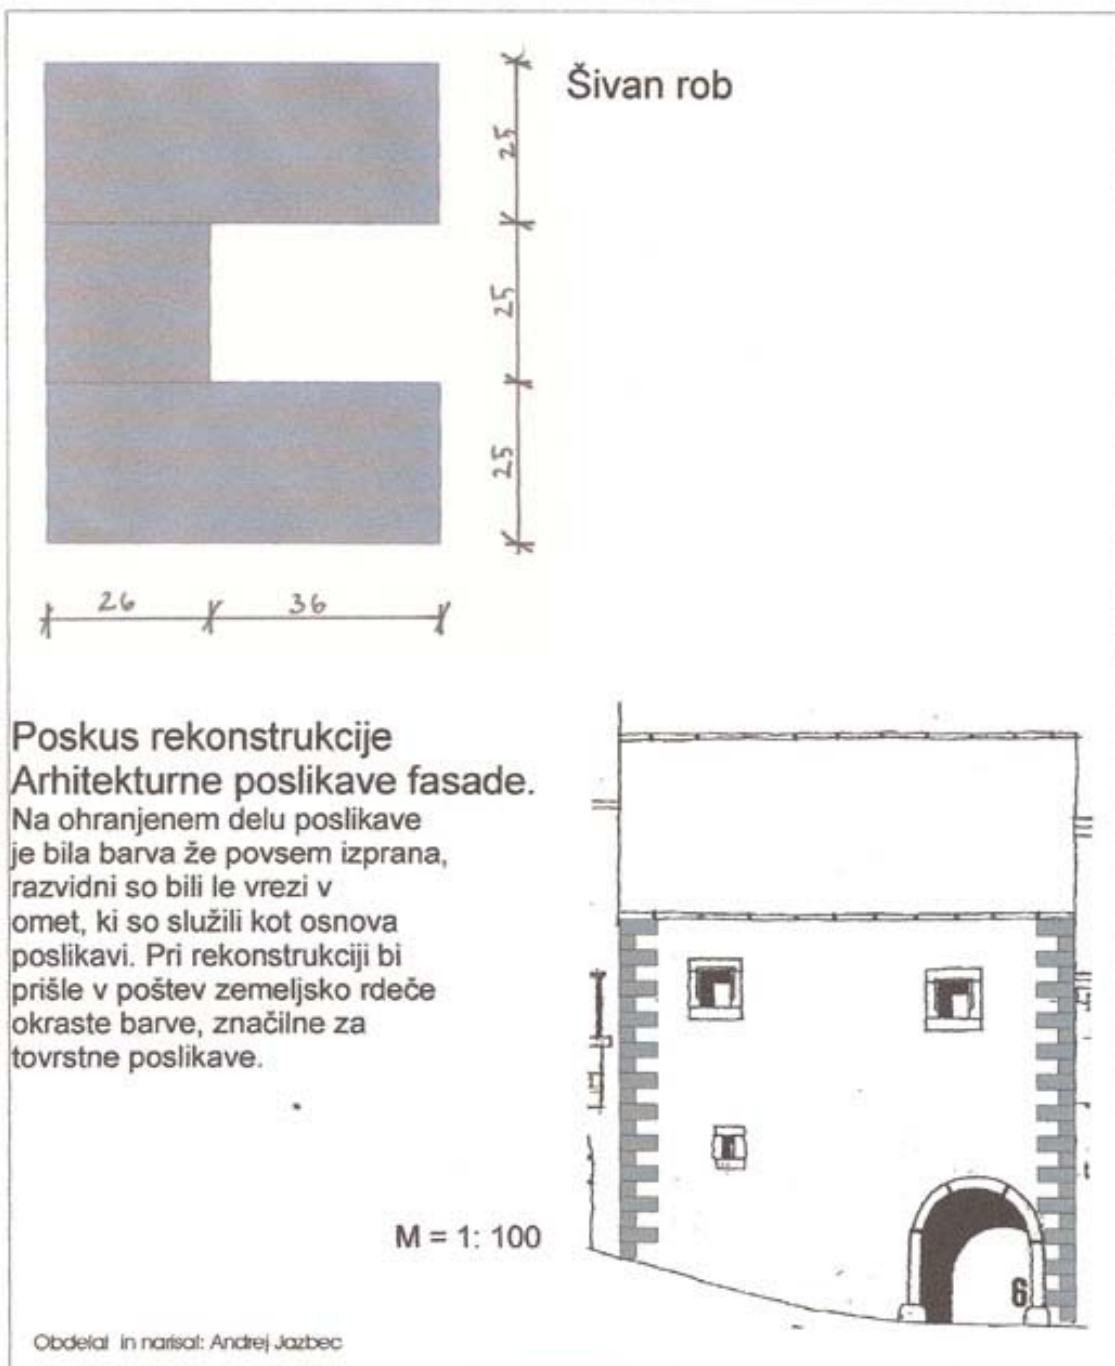 Šivan rob
25
25
25
26 36
Poskus rekonstrukcije
Arhitekturne poslikave fasade.
Na ohranjenem delu poslikave
je bila barva že povsem izprana,
razvidni so bili le vrezi v
omet, ki so služili kot osnova
poslikavi. Pri rekonstrukciji bi
prišle v poštev zemeljsko rdeče
okraste barve, značilne za
tovrstne poslikave.
M = 1: 100
6
Obdelal in narisal: Andrej Jazbec